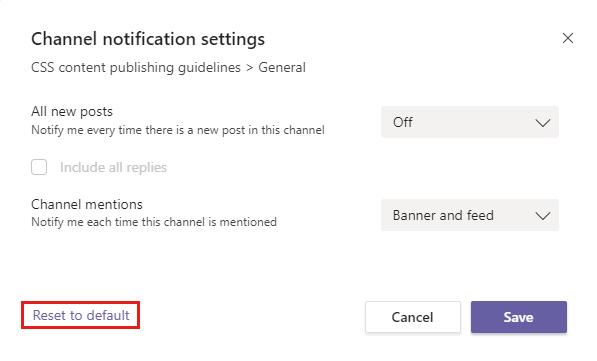 Channel notification settings
CSS content publishing guidelines > General
All new posts
Notify me every time there is a new post in this channel
Off
Include all replies
Channel mentions
Notify me each time this channel is mentioned
Banner and feed
Reset to default
Cancel
Save